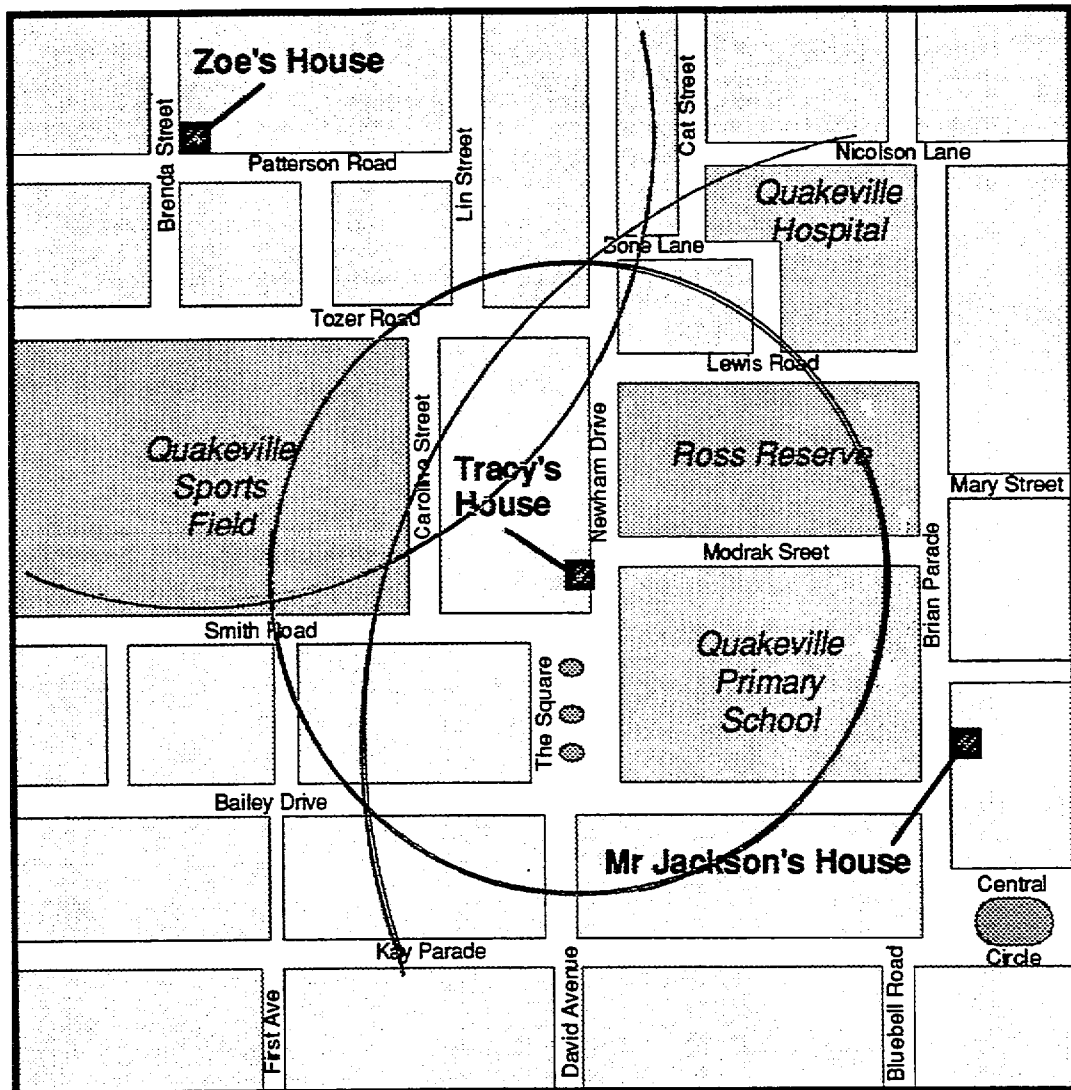 Zoe's House
Brenda Street
Patterson Road
Lin Street
Cat Street
Nicolson Lane
Quakeville
Hospital
Bone Lane
Tozer Road
Lewis Road
Quakeville
Sports
Field
Caroline Street
Tracy's
House
Newham Drive
Ross Reserve
Mary Street
Modrak Sreet
Brian Parade
Smith Road
Quakeville
Primary
School
The Square
Bailey Drive
Mr Jackson's House
Central
Circle
Kay Parade
First Ave
David Avenue
Bluebell Road